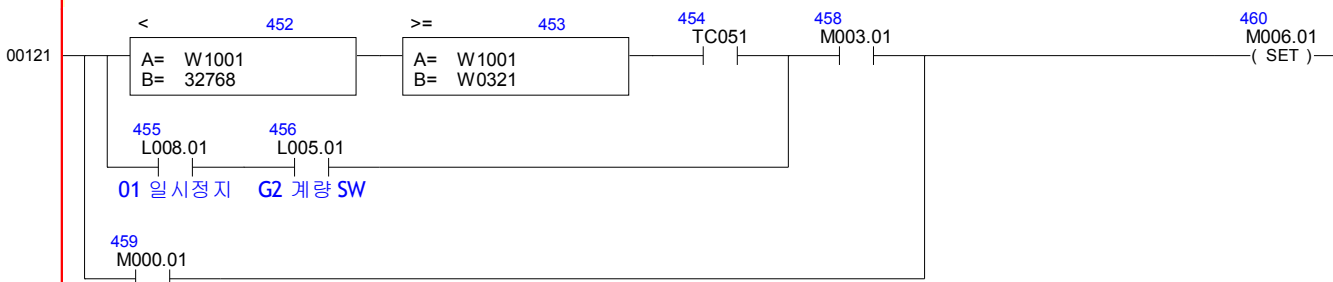 < 452 >= 453 454 458 460
TC051 M003.01 M006.01
00121 A= W1001 A= W1001 ( SET )
B= 32768 B= W0321
455 456
L008.01 L005.01
01 일시정지 G2 계량 SW
459
M000.01